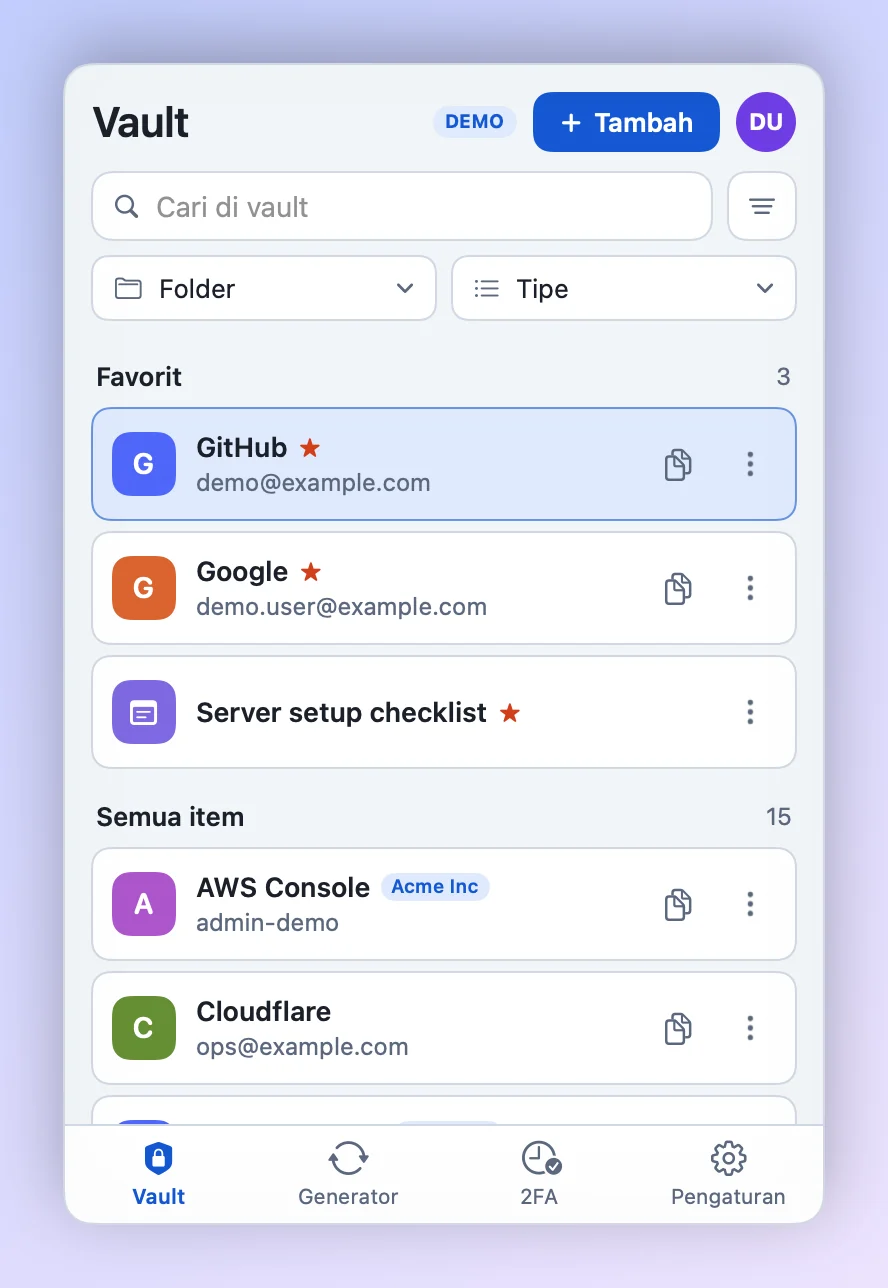 Vault
DEMO
+ Tambah
DU
Cari di vault
Folder
Tipe
Favorit
3
G
GitHub ★
demo@example.com
G
Google ★
demo.user@example.com
Server setup checklist ★
Semua item
15
A
AWS Console
Acme Inc
admin-demo
C
Cloudflare
ops@example.com
Vault
Generator
2FA
Pengaturan